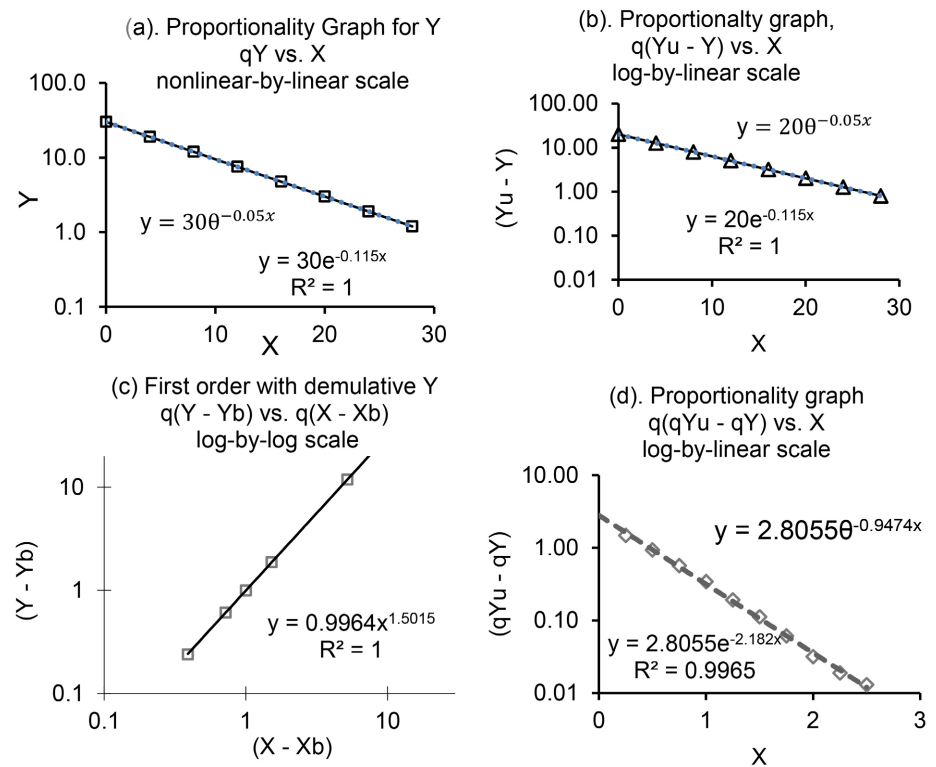 (a). Proportionality Graph for Y
qY vs. X
nonlinear-by-linear scale
100.0
10.0
1.0
0.1
Y
y = 30θ^−0.05x
y = 30e^-0.115x
R² = 1
0
10
20
30
X
(b). Proportionalty graph,
q(Yu - Y) vs. X
log-by-linear scale
100.00
10.00
1.00
0.10
0.01
(Yu - Y)
y = 20θ^−0.05x
y = 20e^-0.115x
R² = 1
0
10
20
30
X
(c) First order with demulative Y
q(Y - Yb) vs. q(X - Xb)
log-by-log scale
10
1
0.1
(Y - Yb)
y = 0.9964x^1.5015
R² = 1
0.1
1
10
(X - Xb)
(d). Proportionality graph
q(qYu - qY) vs. X
log-by-linear scale
10.00
1.00
0.10
0.01
(qYu - qY)
y = 2.8055θ^-0.9474x
y = 2.8055e^-2.182x
R² = 0.9965
0
1
2
3
X